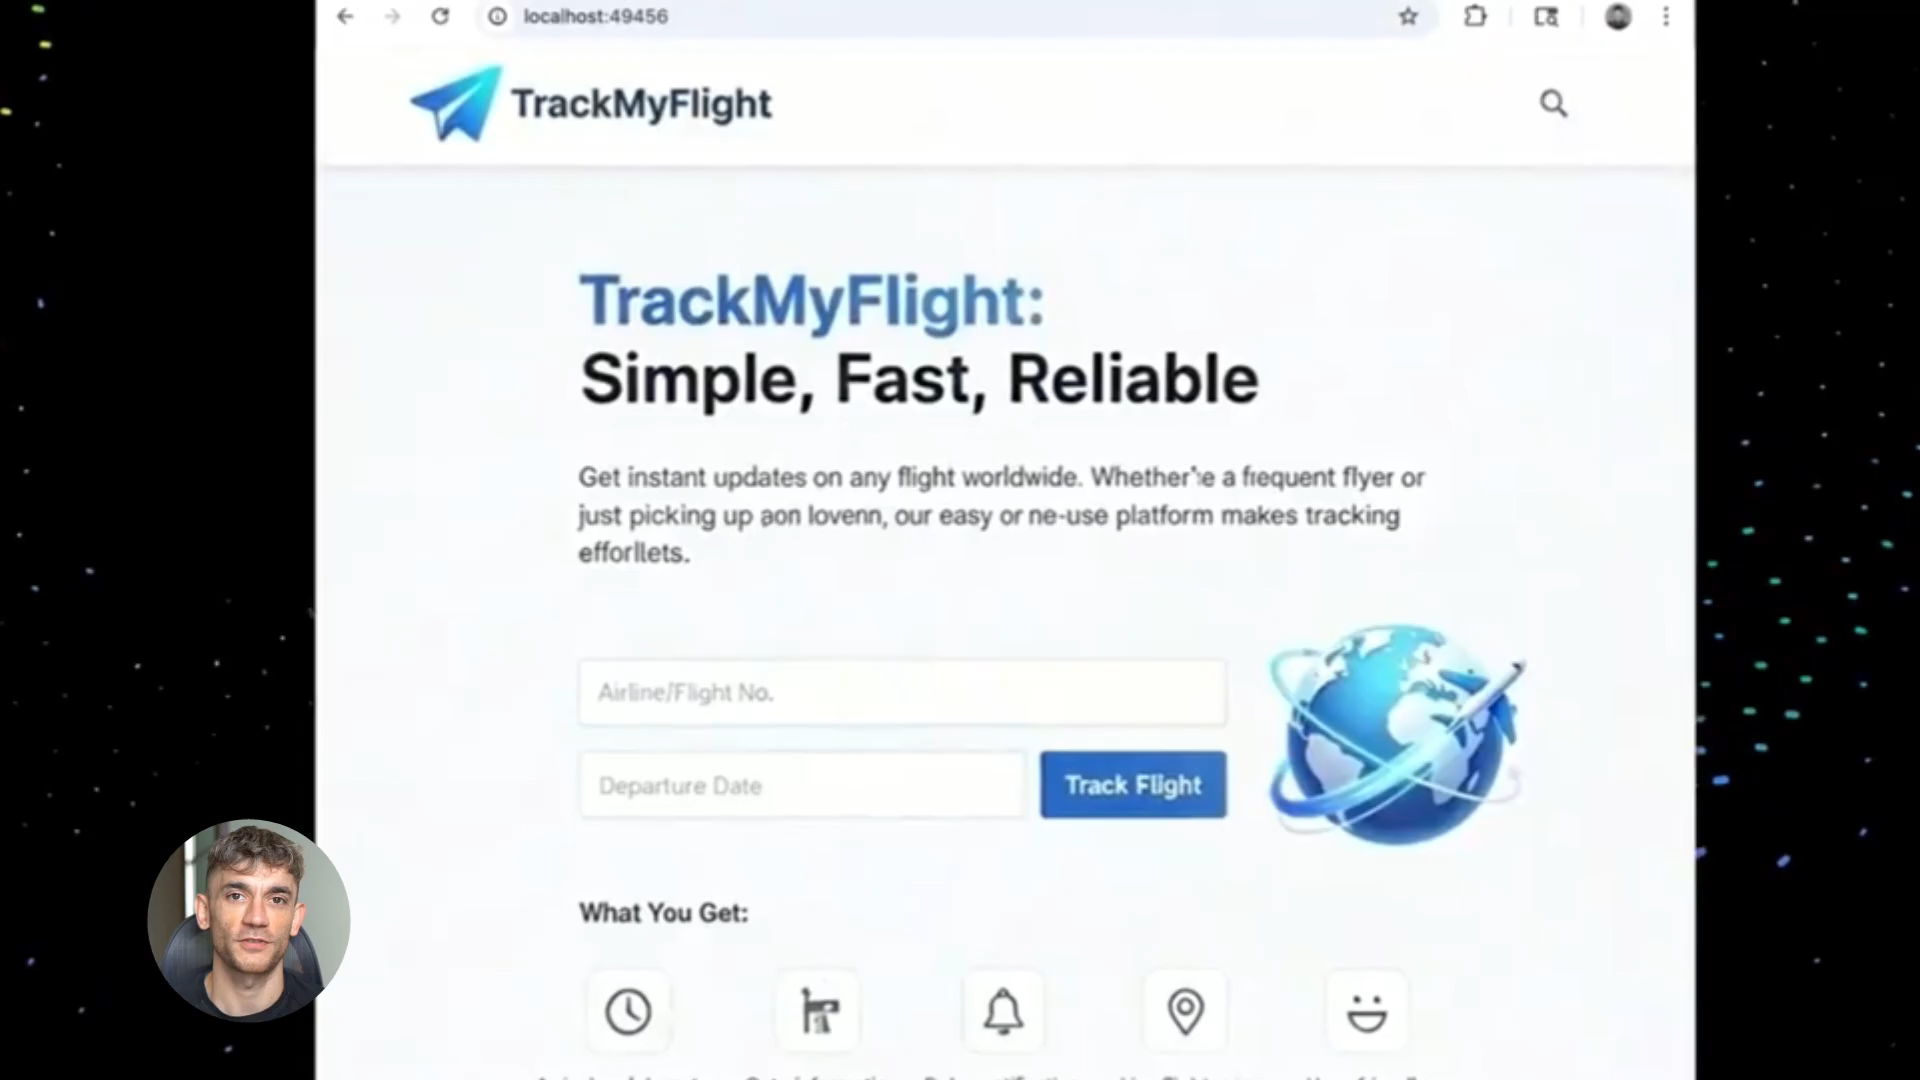 localhost:49456
TrackMyFlight
TrackMyFlight:
Simple, Fast, Reliable
Get instant updates on any flight worldwide. Whether a frequent flyer or
just picking up aon lovenn, our easy or ne-use platform makes tracking
efforllets.
Airline/Flight No.
Departure Date
Track Flight
What You Get: